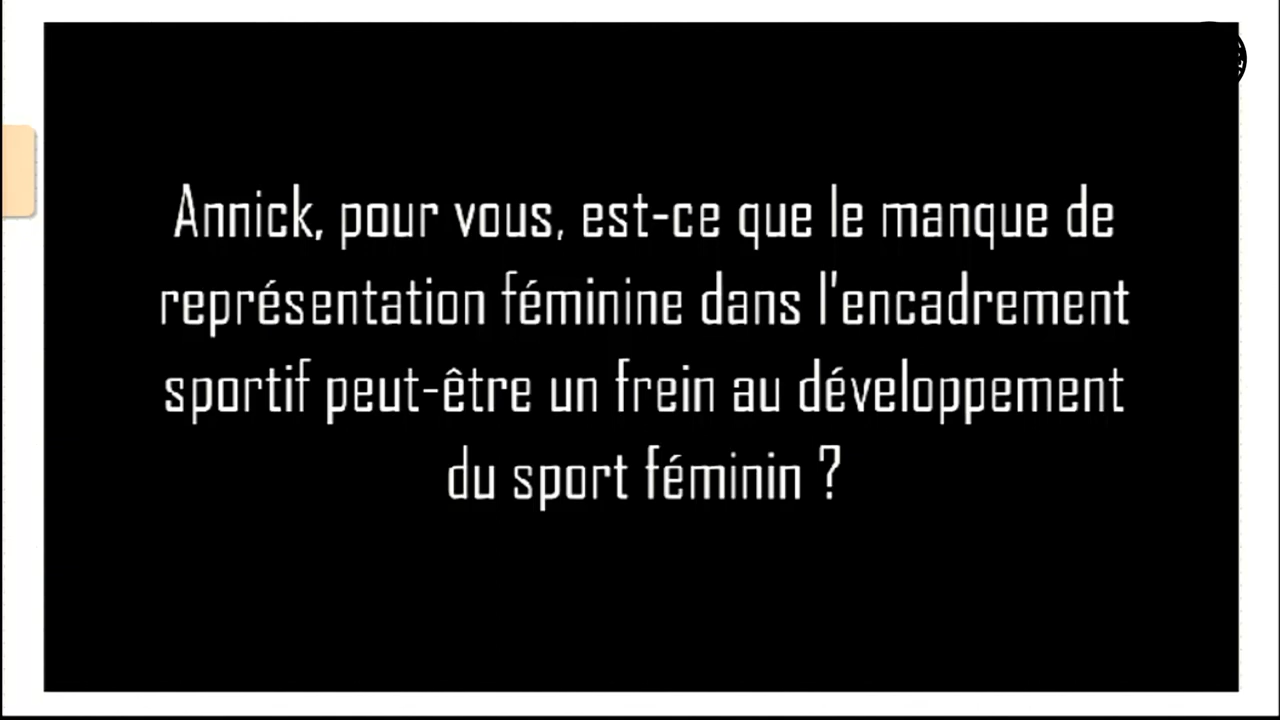 Annick, pour vous, est-ce que le manque de
représentation féminine dans l'encadrement
sportif peut-être un frein au développement
du sport féminin ?